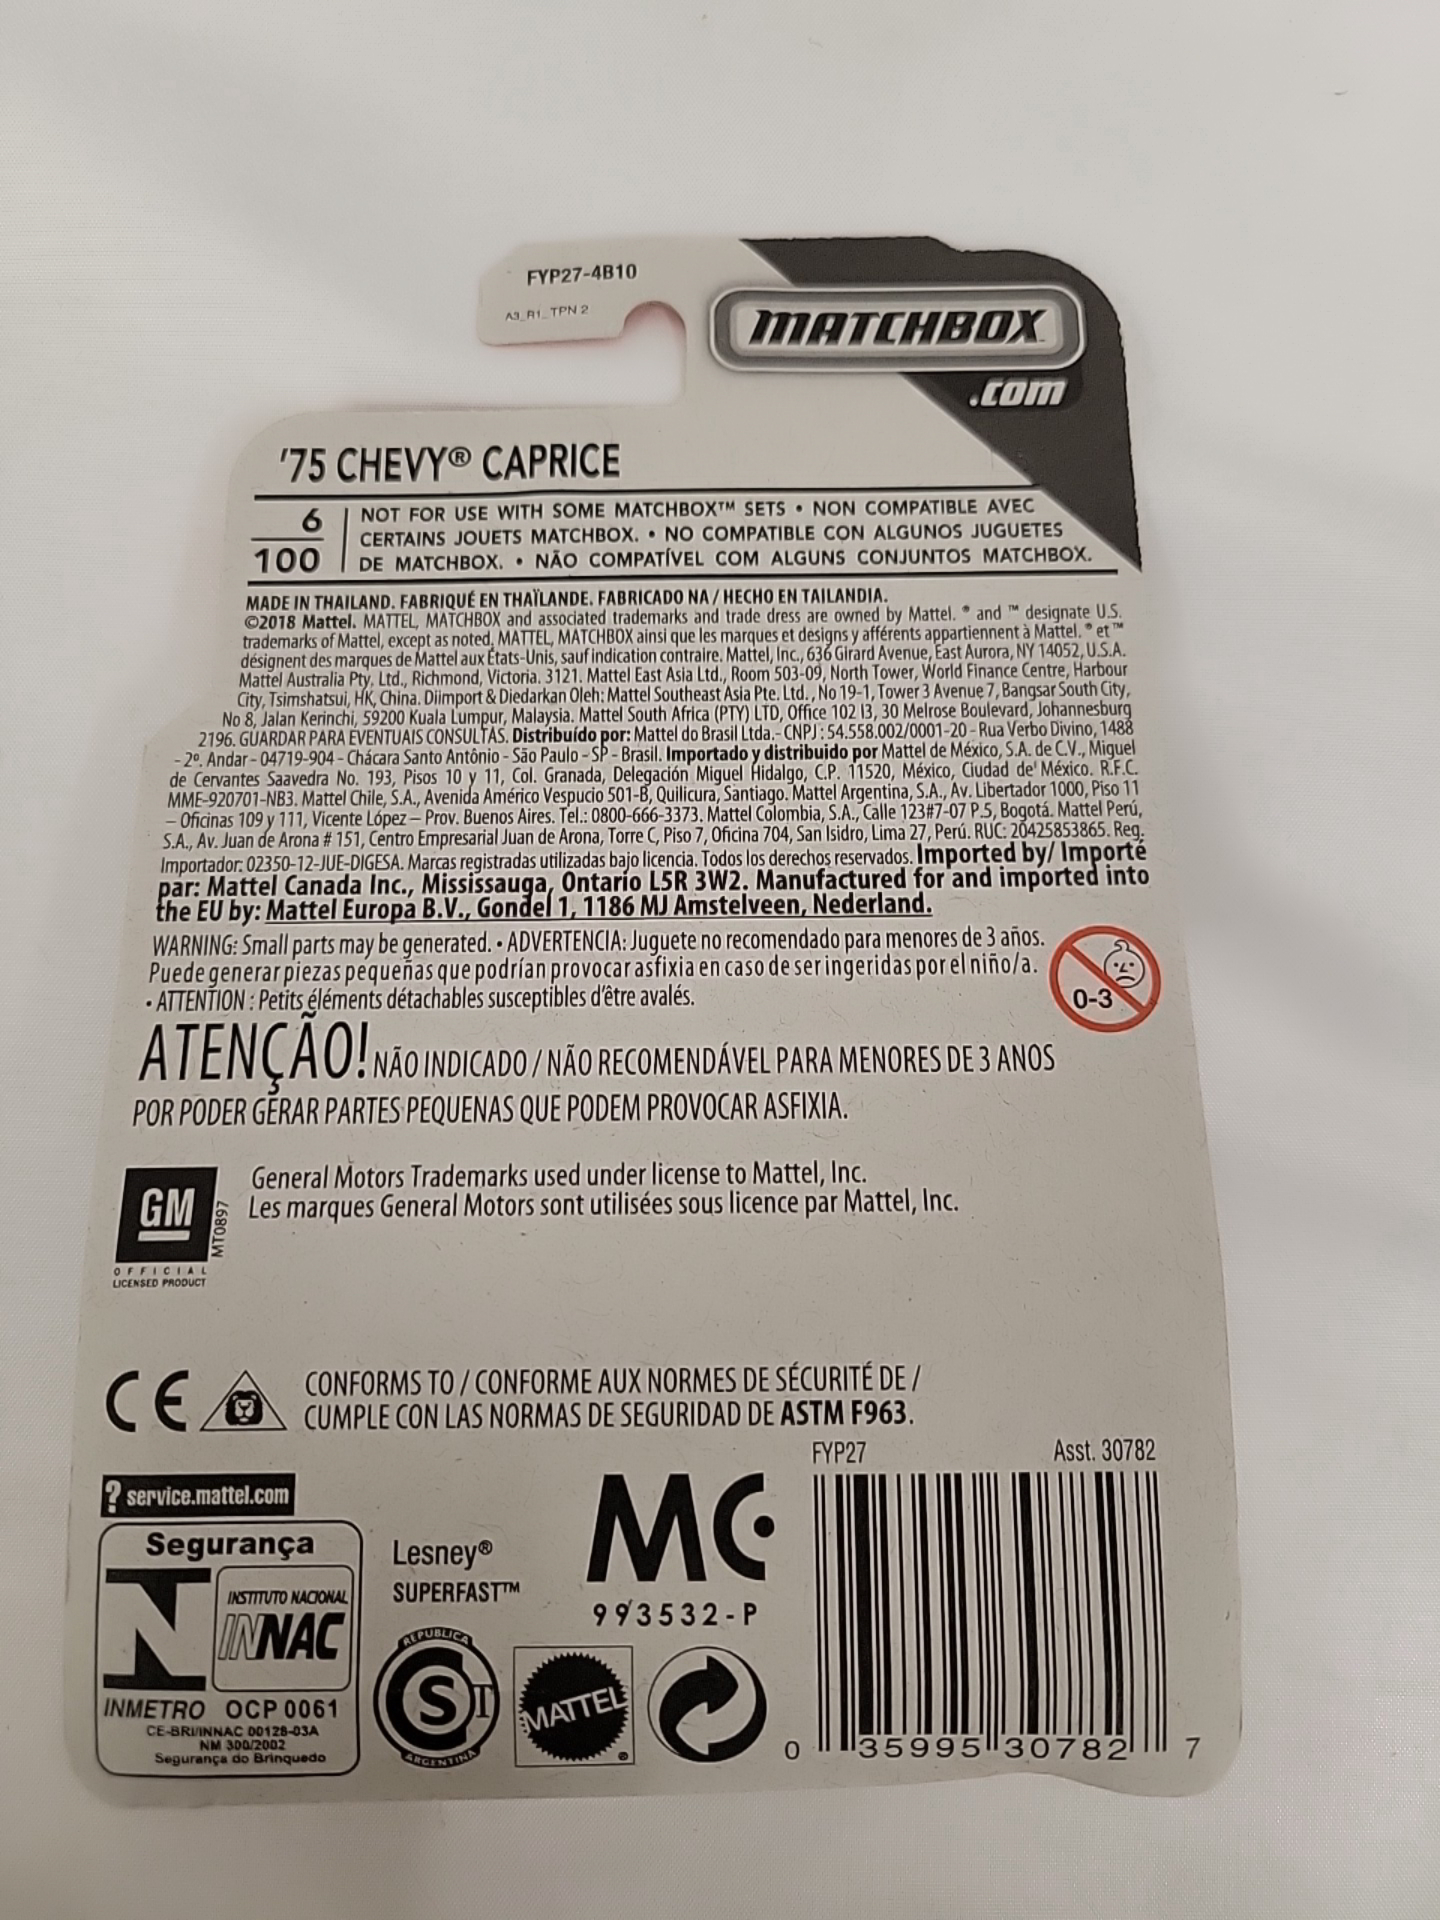 FYP27-4B10
A3_R1_TPN 2
MATCHBOX™
.com
'75 CHEVY® CAPRICE
6
100
NOT FOR USE WITH SOME MATCHBOX™ SETS • NON COMPATIBLE AVEC
CERTAINS JOUETS MATCHBOX. • NO COMPATIBLE CON ALGUNOS JUGUETES
DE MATCHBOX. • NÃO COMPATÍVEL COM ALGUNS CONJUNTOS MATCHBOX.
MADE IN THAILAND. FABRIQUÉ EN THAÏLANDE. FABRICADO NA / HECHO EN TAILANDIA.
©2018 Mattel. MATTEL, MATCHBOX and associated trademarks and trade dress are owned by Mattel. ® and ™ designate U.S.
trademarks of Mattel, except as noted. MATTEL, MATCHBOX ainsi que les marques et designs y afférents appartiennent à Mattel. ® et ™
désignent des marques de Mattel aux États-Unis, sauf indication contraire. Mattel, Inc., 636 Girard Avenue, East Aurora, NY 14052, U.S.A.
Mattel Australia Pty. Ltd., Richmond, Victoria. 3121. Mattel East Asia Ltd., Room 503-09, North Tower, World Finance Centre, Harbour
City, Tsimshatsui, HK, China. Diimport & Diedarkan Oleh: Mattel Southeast Asia Pte. Ltd., No 19-1, Tower 3 Avenue 7, Bangsar South City,
No 8, Jalan Kerinchi, 59200 Kuala Lumpur, Malaysia. Mattel South Africa (PTY) LTD, Office 102 I3, 30 Melrose Boulevard, Johannesburg
2196. GUARDAR PARA EVENTUAIS CONSULTAS. Distribuído por: Mattel do Brasil Ltda.- CNPJ : 54.558.002/0001-20 - Rua Verbo Divino, 1488
- 2º. Andar - 04719-904 - Chácara Santo Antônio - São Paulo - SP - Brasil. Importado y distribuido por Mattel de México, S.A. de C.V., Miguel
de Cervantes Saavedra No. 193, Pisos 10 y 11, Col. Granada, Delegación Miguel Hidalgo, C.P. 11520, México, Ciudad de México. R.F.C.
MME-920701-NB3. Mattel Chile, S.A., Avenida Américo Vespucio 501-B, Quilicura, Santiago. Mattel Argentina, S.A., Av. Libertador 1000, Piso 11
– Oficinas 109 y 111, Vicente López – Prov. Buenos Aires. Tel.: 0800-666-3373. Mattel Colombia, S.A., Calle 123#7-07 P.5, Bogotá. Mattel Perú,
S.A., Av. Juan de Arona # 151, Centro Empresarial Juan de Arona, Torre C, Piso 7, Oficina 704, San Isidro, Lima 27, Perú. RUC: 20425853865. Reg.
Importador: 02350-12-JUE-DIGESA. Marcas registradas utilizadas bajo licencia. Todos los derechos reservados. Imported by/ Importé
par: Mattel Canada Inc., Mississauga, Ontario L5R 3W2. Manufactured for and imported into
the EU by: Mattel Europa B.V., Gondel 1, 1186 MJ Amstelveen, Nederland.
WARNING: Small parts may be generated. • ADVERTENCIA: Juguete no recomendado para menores de 3 años.
Puede generar piezas pequeñas que podrían provocar asfixia en caso de ser ingeridas por el niño/a.
• ATTENTION : Petits éléments détachables susceptibles d'être avalés.
0-3
ATENÇÃO! NÃO INDICADO / NÃO RECOMENDÁVEL PARA MENORES DE 3 ANOS
POR PODER GERAR PARTES PEQUENAS QUE PODEM PROVOCAR ASFIXIA.
GM
MT0897
OFFICIAL
LICENSED PRODUCT
General Motors Trademarks used under license to Mattel, Inc.
Les marques General Motors sont utilisées sous licence par Mattel, Inc.
CE
CONFORMS TO / CONFORME AUX NORMES DE SÉCURITÉ DE /
CUMPLE CON LAS NORMAS DE SEGURIDAD DE ASTM F963.
FYP27
Asst. 30782
? service.mattel.com
Segurança
INSTITUTO NACIONAL
INNAC
INMETRO OCP 0061
CE-BRI/INNAC 00128-03A
NM 300/2002
Segurança do Brinquedo
Lesney®
SUPERFAST™
MC
993532-P
REPUBLICA
S I
ARGENTINA
MATTEL®
0 35995 30782 7